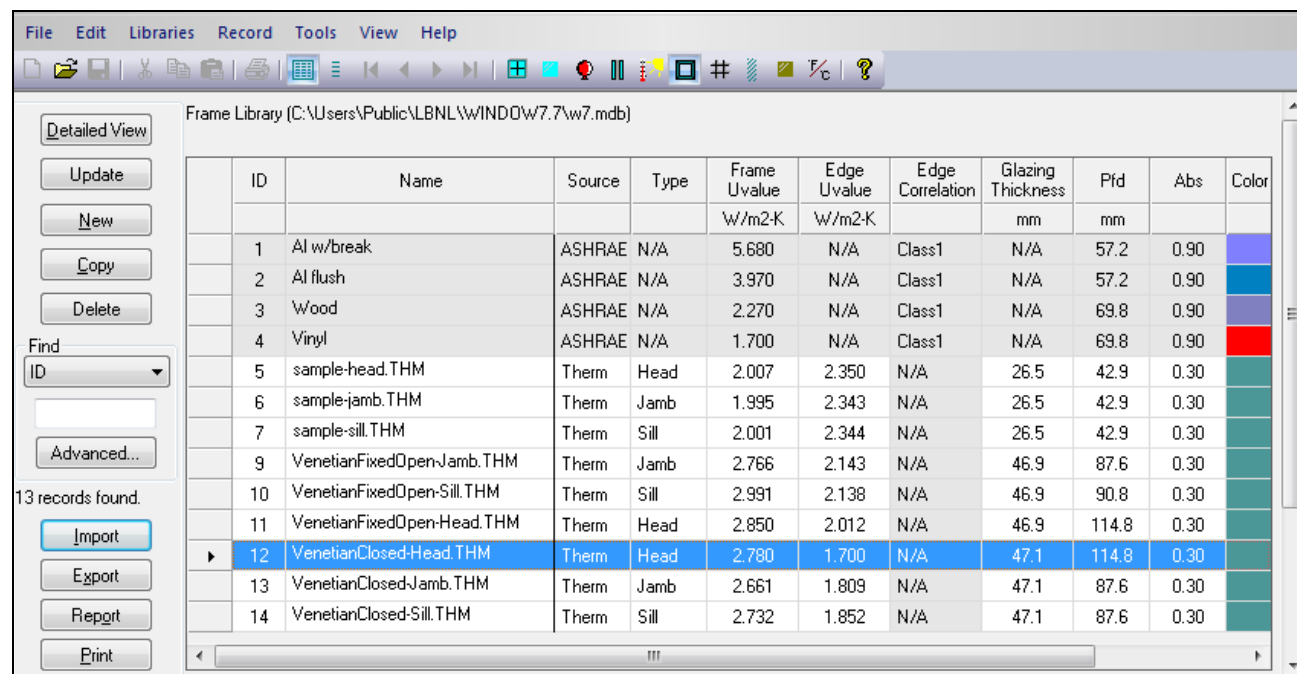 File Edit Libraries Record Tools View Help
Frame Library (C:\Users\Public\LBNL\WINDOW7.7\w7.mdb)
Detailed View
Update
New
Copy
Delete
Find
ID
Advanced...
13 records found.
Import
Export
Report
Print
ID Name Source Type Frame Uvalue Edge Uvalue Edge Correlation Glazing Thickness Pfd Abs Color
W/m2-K W/m2-K mm mm
1 Al w/break ASHRAE N/A 5.680 N/A Class1 N/A 57.2 0.90
2 Al flush ASHRAE N/A 3.970 N/A Class1 N/A 57.2 0.90
3 Wood ASHRAE N/A 2.270 N/A Class1 N/A 69.8 0.90
4 Vinyl ASHRAE N/A 1.700 N/A Class1 N/A 69.8 0.90
5 sample-head.THM Therm Head 2.007 2.350 N/A 26.5 42.9 0.30
6 sample-jamb.THM Therm Jamb 1.995 2.343 N/A 26.5 42.9 0.30
7 sample-sill.THM Therm Sill 2.001 2.344 N/A 26.5 42.9 0.30
9 VenetianFixedOpen-Jamb.THM Therm Jamb 2.766 2.143 N/A 46.9 87.6 0.30
10 VenetianFixedOpen-Sill.THM Therm Sill 2.991 2.138 N/A 46.9 90.8 0.30
11 VenetianFixedOpen-Head.THM Therm Head 2.850 2.012 N/A 46.9 114.8 0.30
12 VenetianClosed-Head.THM Therm Head 2.780 1.700 N/A 47.1 114.8 0.30
13 VenetianClosed-Jamb.THM Therm Jamb 2.661 1.809 N/A 47.1 87.6 0.30
14 VenetianClosed-Sill.THM Therm Sill 2.732 1.852 N/A 47.1 87.6 0.30